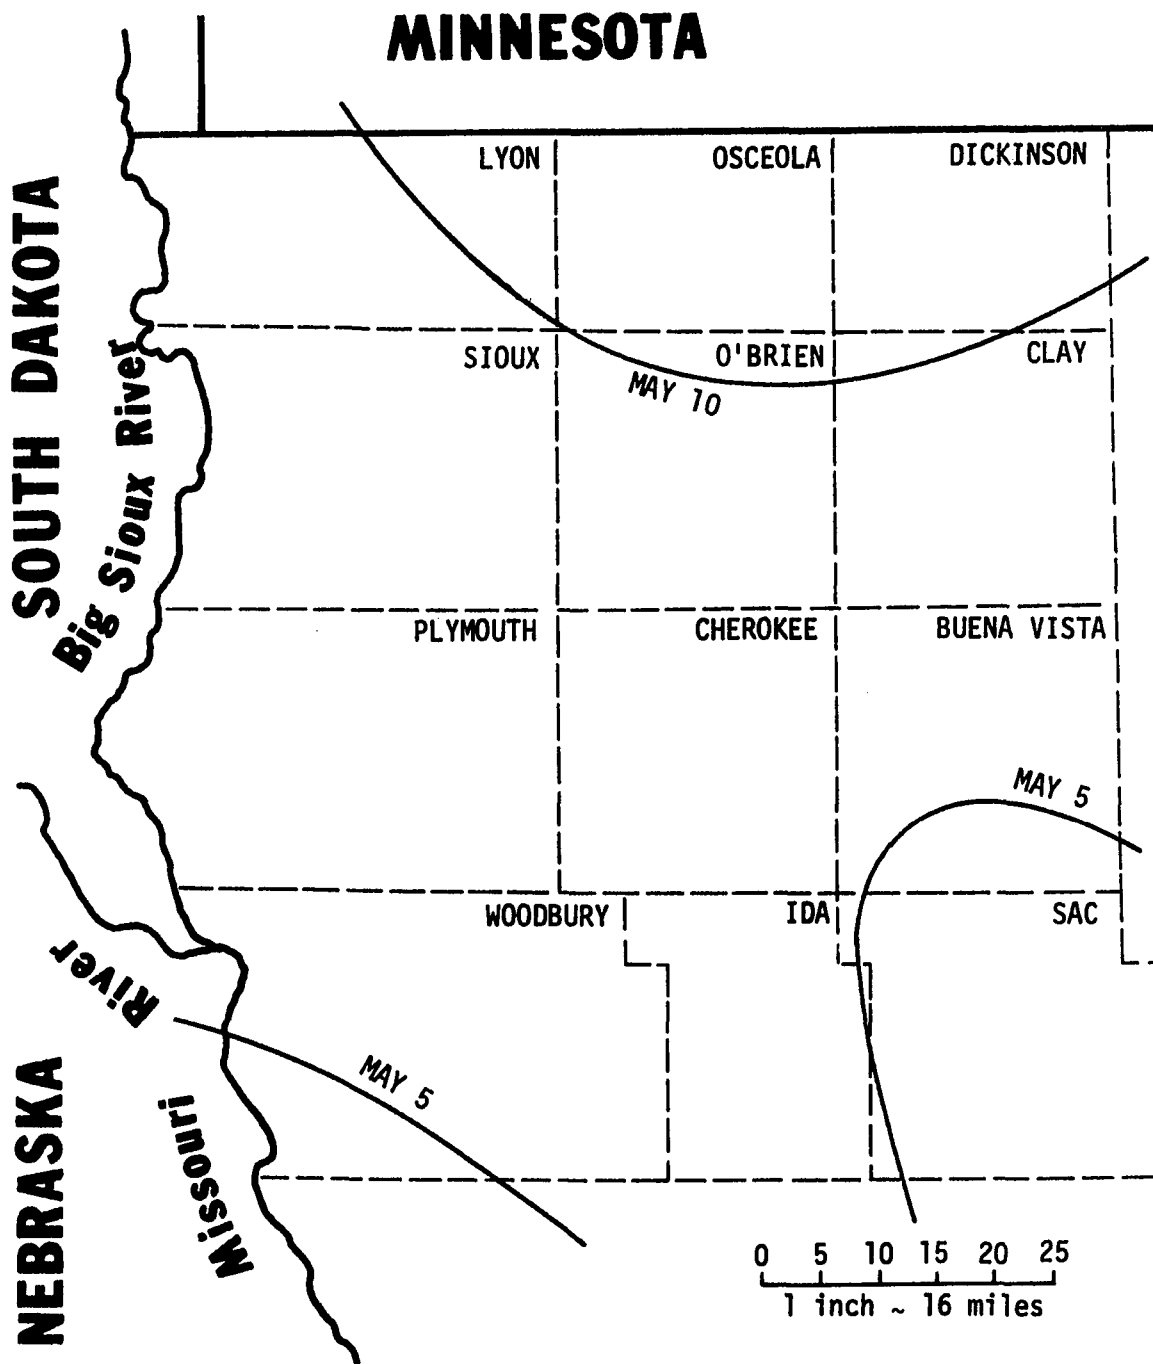 MINNESOTA
LYON
OSCEOLA
DICKINSON
SOUTH DAKOTA
Big Sioux River
SIOUX
O'BRIEN
CLAY
MAY 10
PLYMOUTH
CHEROKEE
BUENA VISTA
MAY 5
WOODBURY
IDA
SAC
Missouri River
MAY 5
NEBRASKA
0 5 10 15 20 25
1 inch ~ 16 miles